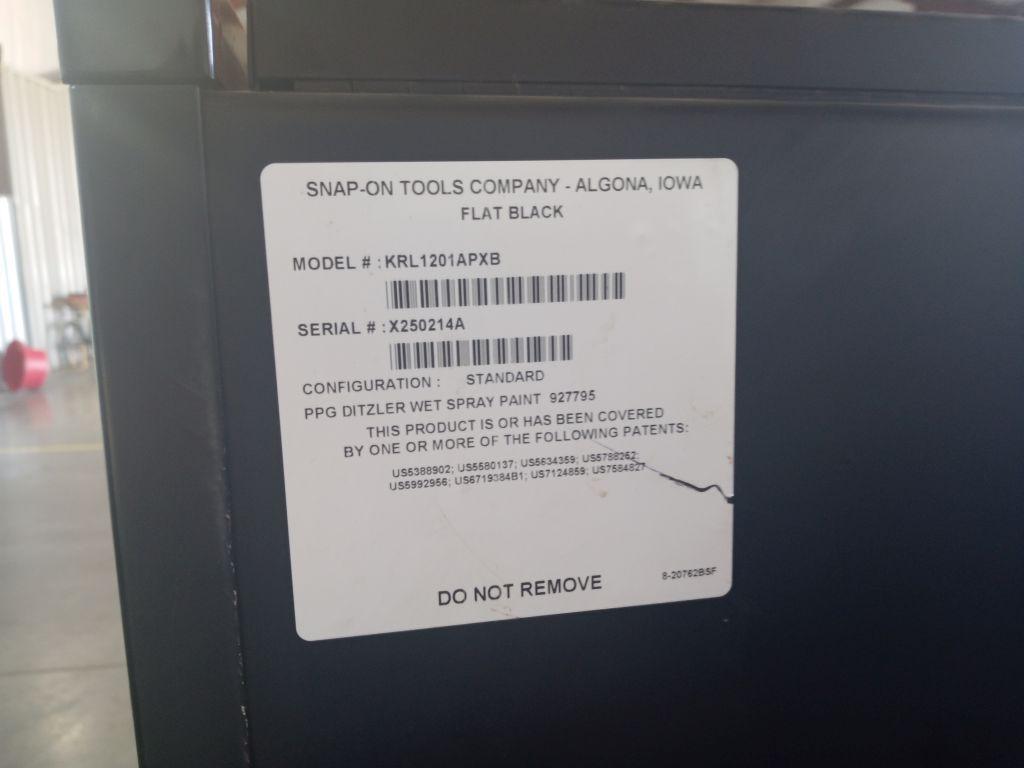 SNAP-ON TOOLS COMPANY - ALGONA, IOWA
FLAT BLACK
MODEL # : KRL1201APXB
SERIAL # : X250214A
CONFIGURATION : STANDARD
PPG DITZLER WET SPRAY PAINT 927795
THIS PRODUCT IS OR HAS BEEN COVERED
BY ONE OR MORE OF THE FOLLOWING PATENTS:
US5388902; US5580137; US5634359; US5788262;
US5992956; US6719384B1; US7124859; US7584827
8-20762BSF
DO NOT REMOVE